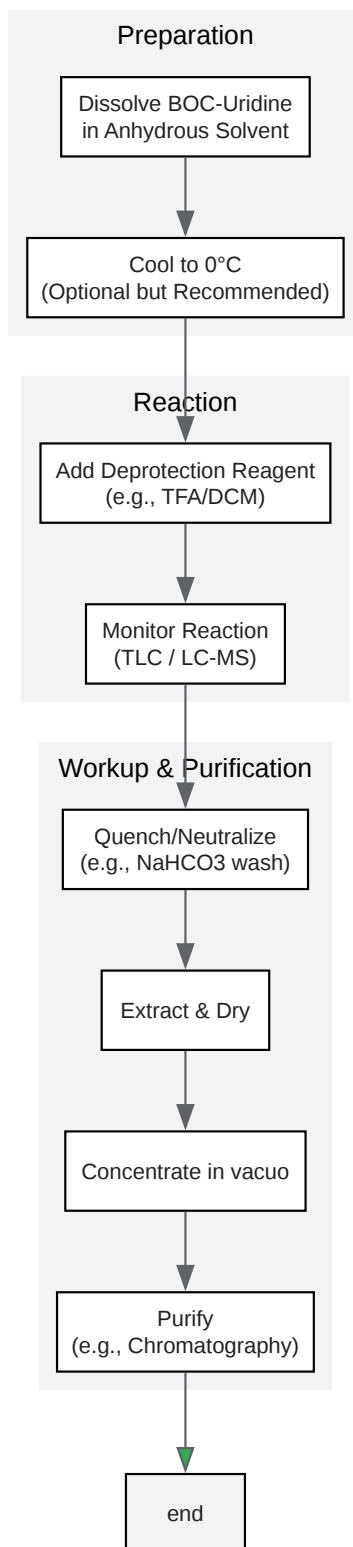 Preparation
Dissolve BOC-Uridine
in Anhydrous Solvent
Cool to 0°C
(Optional but Recommended)
Reaction
Add Deprotection Reagent
(e.g., TFA/DCM)
Monitor Reaction
(TLC / LC-MS)
Workup & Purification
Quench/Neutralize
(e.g., NaHCO3 wash)
Extract & Dry
Concentrate in vacuo
Purify
(e.g., Chromatography)
end